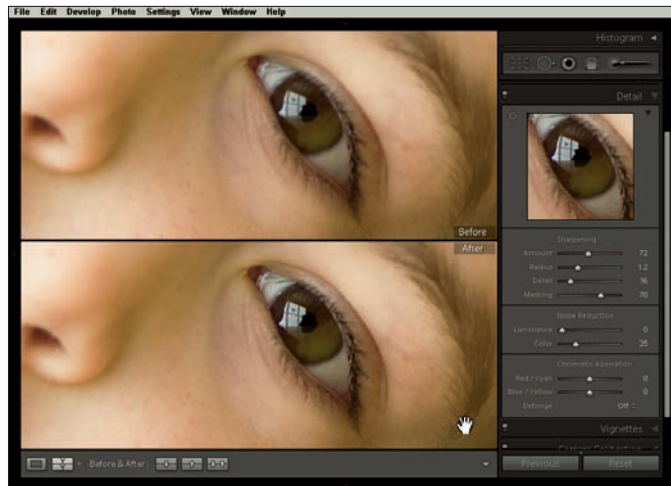 File Edit Develop Photo Settings View Window Help
Histogram
Detail
Before
After
Sharpening
Amount 72
Radius 1.2
Detail 16
Masking 70
Noise Reduction
Luminance 0
Color 25
Chromatic Aberration
Red / Cyan 0
Blue / Yellow 0
Defringe : Off
Vignettes
Before & After :
Previous Reset